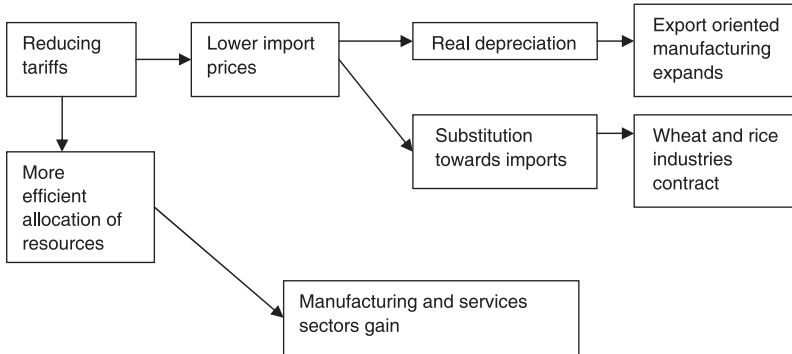 Reducing
tariffs
Lower import
prices
Real depreciation
Export oriented
manufacturing
expands
Substitution
towards imports
Wheat and rice
industries
contract
More
efficient
allocation of
resources
Manufacturing and services
sectors gain